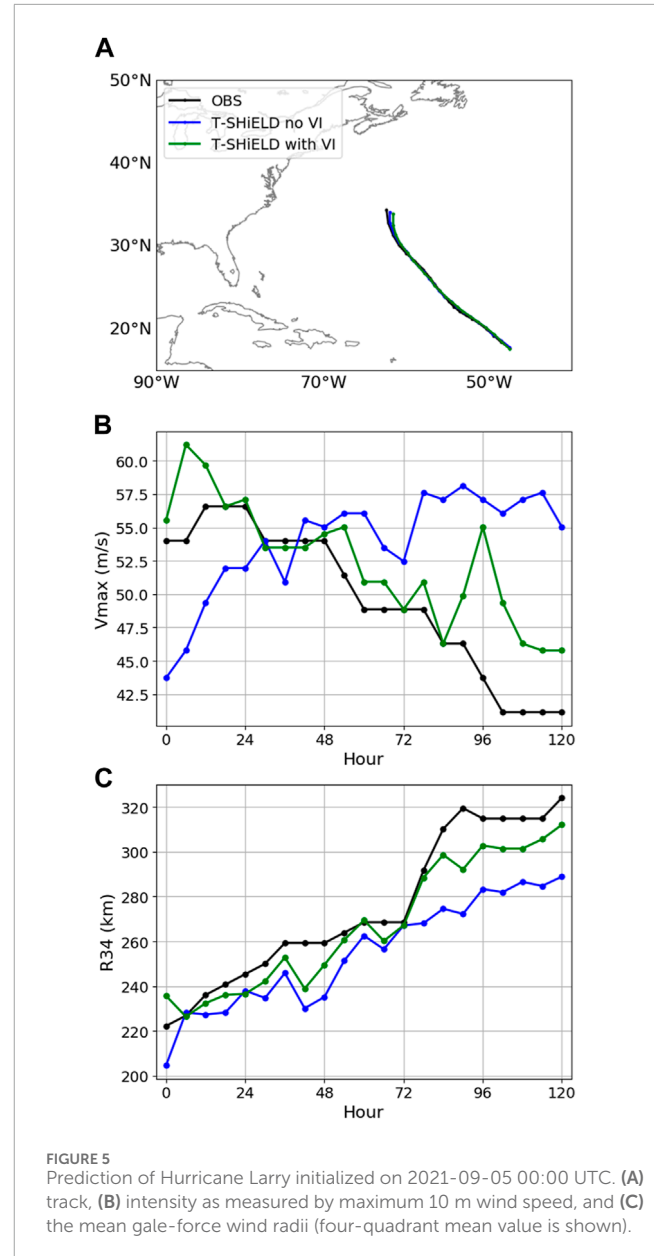 A
50°N
40°N
30°N
20°N
90°W
70°W
50°W
OBS
T-SHiELD no VI
T-SHiELD with VI
B
60.0
57.5
55.0
52.5
50.0
47.5
45.0
42.5
Vmax (m/s)
0
24
48
72
96
120
Hour
C
320
300
280
260
240
220
200
R34 (km)
0
24
48
72
96
120
Hour
FIGURE 5
Prediction of Hurricane Larry initialized on 2021-09-05 00:00 UTC. (A)
track, (B) intensity as measured by maximum 10 m wind speed, and (C)
the mean gale-force wind radii (four-quadrant mean value is shown).